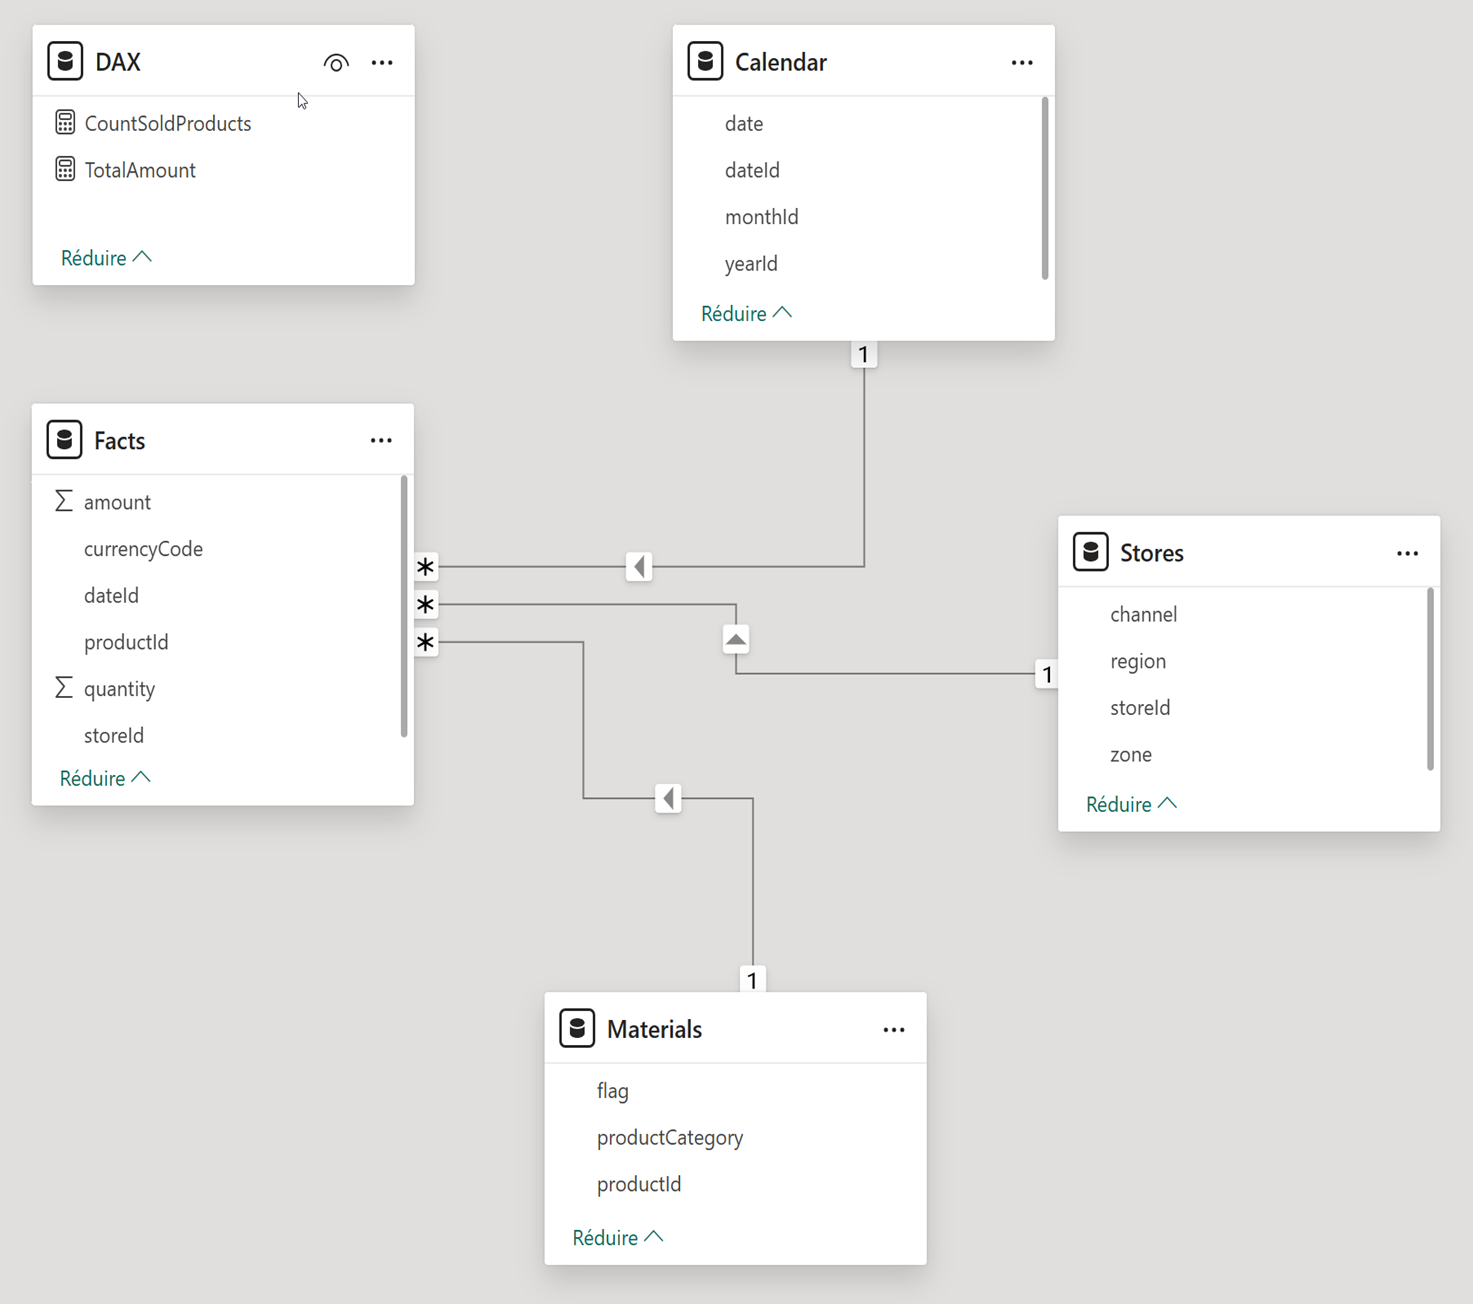 DAX
CountSoldProducts
TotalAmount
Réduire
Calendar
date
dateId
monthId
yearId
Réduire
1
Facts
amount
currencyCode
dateId
productId
quantity
storeId
Réduire
*
*
*
Stores
channel
region
storeId
zone
Réduire
1
1
Materials
flag
productCategory
productId
Réduire